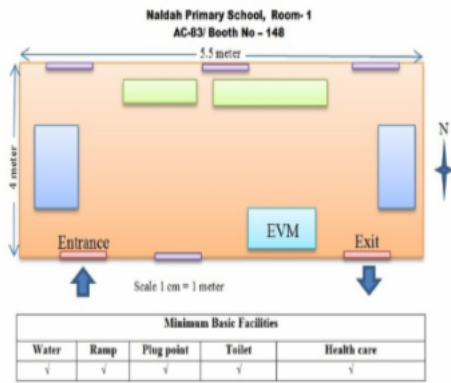 Naldah Primary School, Room- 1
AC-83/ Booth No – 148
5.5 meter
4 meter
N
EVM
Entrance
Exit
Scale 1 cm = 1 meter
Minimum Basic Facilities
Water Ramp Plug point Toilet Health care
√ √ √ √ √